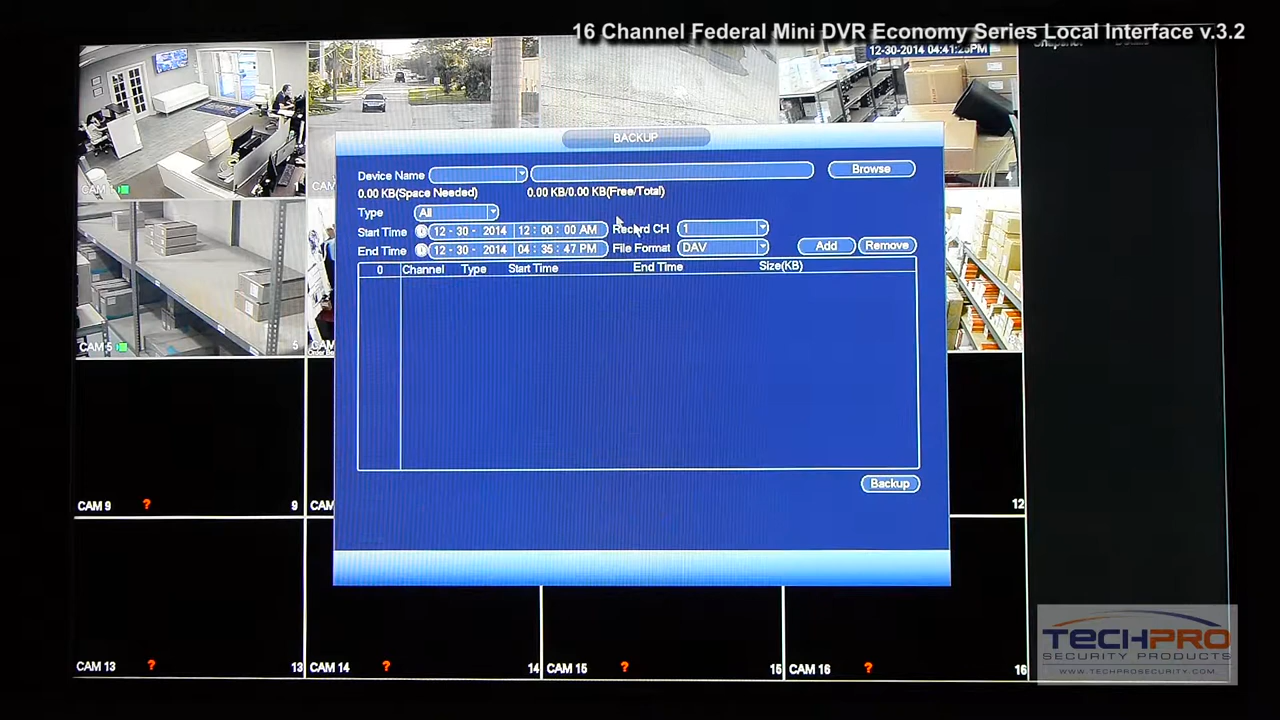 16 Channel Federal Mini DVR Economy Series Local Interface v.3.2
12-30-2014 04:41:25PM
BACKUP
Device Name
Browse
0.00 KB(Space Needed) 0.00 KB/0.00 KB(Free/Total)
Type All
Start Time 12 - 30 - 2014 12 : 00 : 00 AM Record CH 1
End Time 12 - 30 - 2014 04 : 35 : 47 PM File Format DAV Add Remove
0 Channel Type Start Time End Time Size(KB)
Backup
CAM 5
5
CAM 9 ? 9
CAM
12
CAM 13 ? 13
CAM 14 ? 14
CAM 15 ? 15
CAM 16 ? 16
TECHPRO
SECURITY PRODUCTS
WWW.TECHPROSECURITY.COM